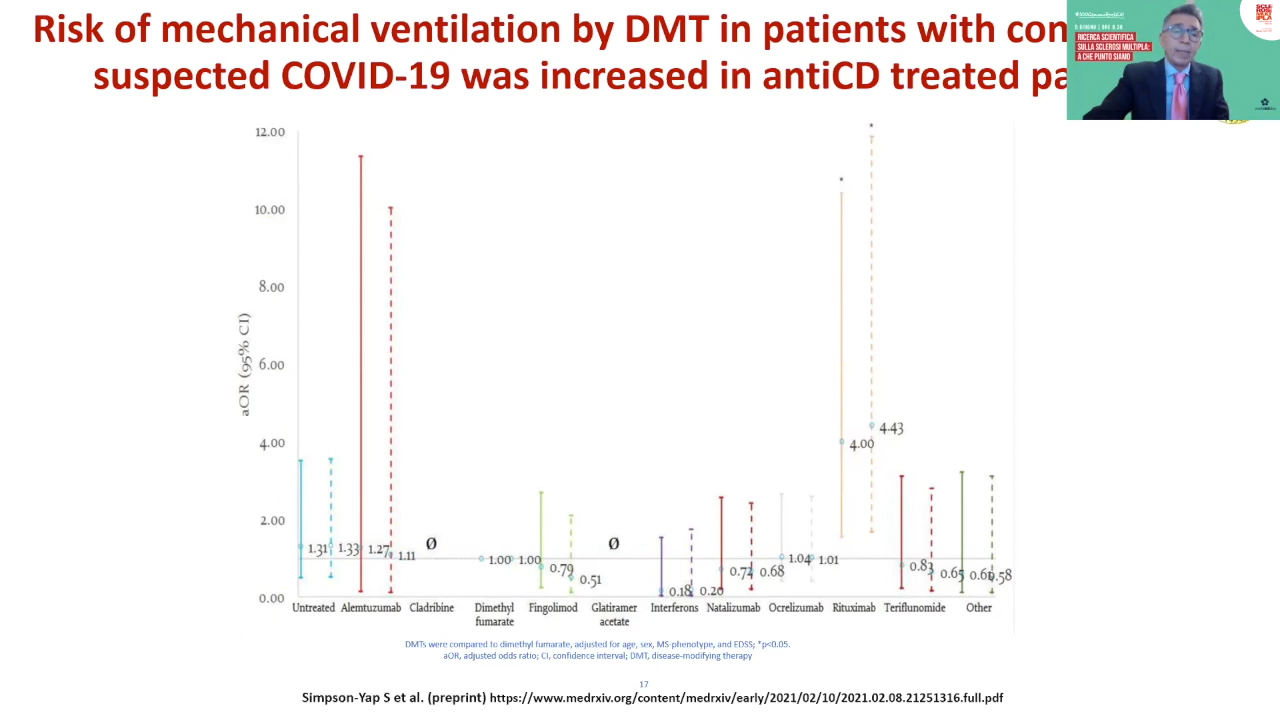 Risk of mechanical ventilation by DMT in patients with con
suspected COVID-19 was increased in antiCD treated pa
RICERCA SCIENTIFICA
SULLA SCLEROSI MULTIPLA:
A CHE PUNTO SIAMO
aOR (95% CI)
12.00
10.00
8.00
6.00
4.00
2.00
0.00
*
*
1.31
1.33
1.27
1.11
Ø
1.00
1.00
0.79
0.51
Ø
0.18
0.20
0.72
0.68
1.04
1.01
4.00
4.43
0.83
0.65
0.58
Untreated
Alemtuzumab
Cladribine
Dimethyl
fumarate
Fingolimod
Glatiramer
acetate
Interferons
Natalizumab
Ocrelizumab
Rituximab
Teriflunomide
Other
DMTs were compared to dimethyl fumarate, adjusted for age, sex, MS-phenotype, and EDSS; *p<0.05.
aOR, adjusted odds ratio; CI, confidence interval; DMT, disease-modifying therapy
17
Simpson-Yap S et al. (preprint) https://www.medrxiv.org/content/medrxiv/early/2021/02/10/2021.02.08.21251316.full.pdf